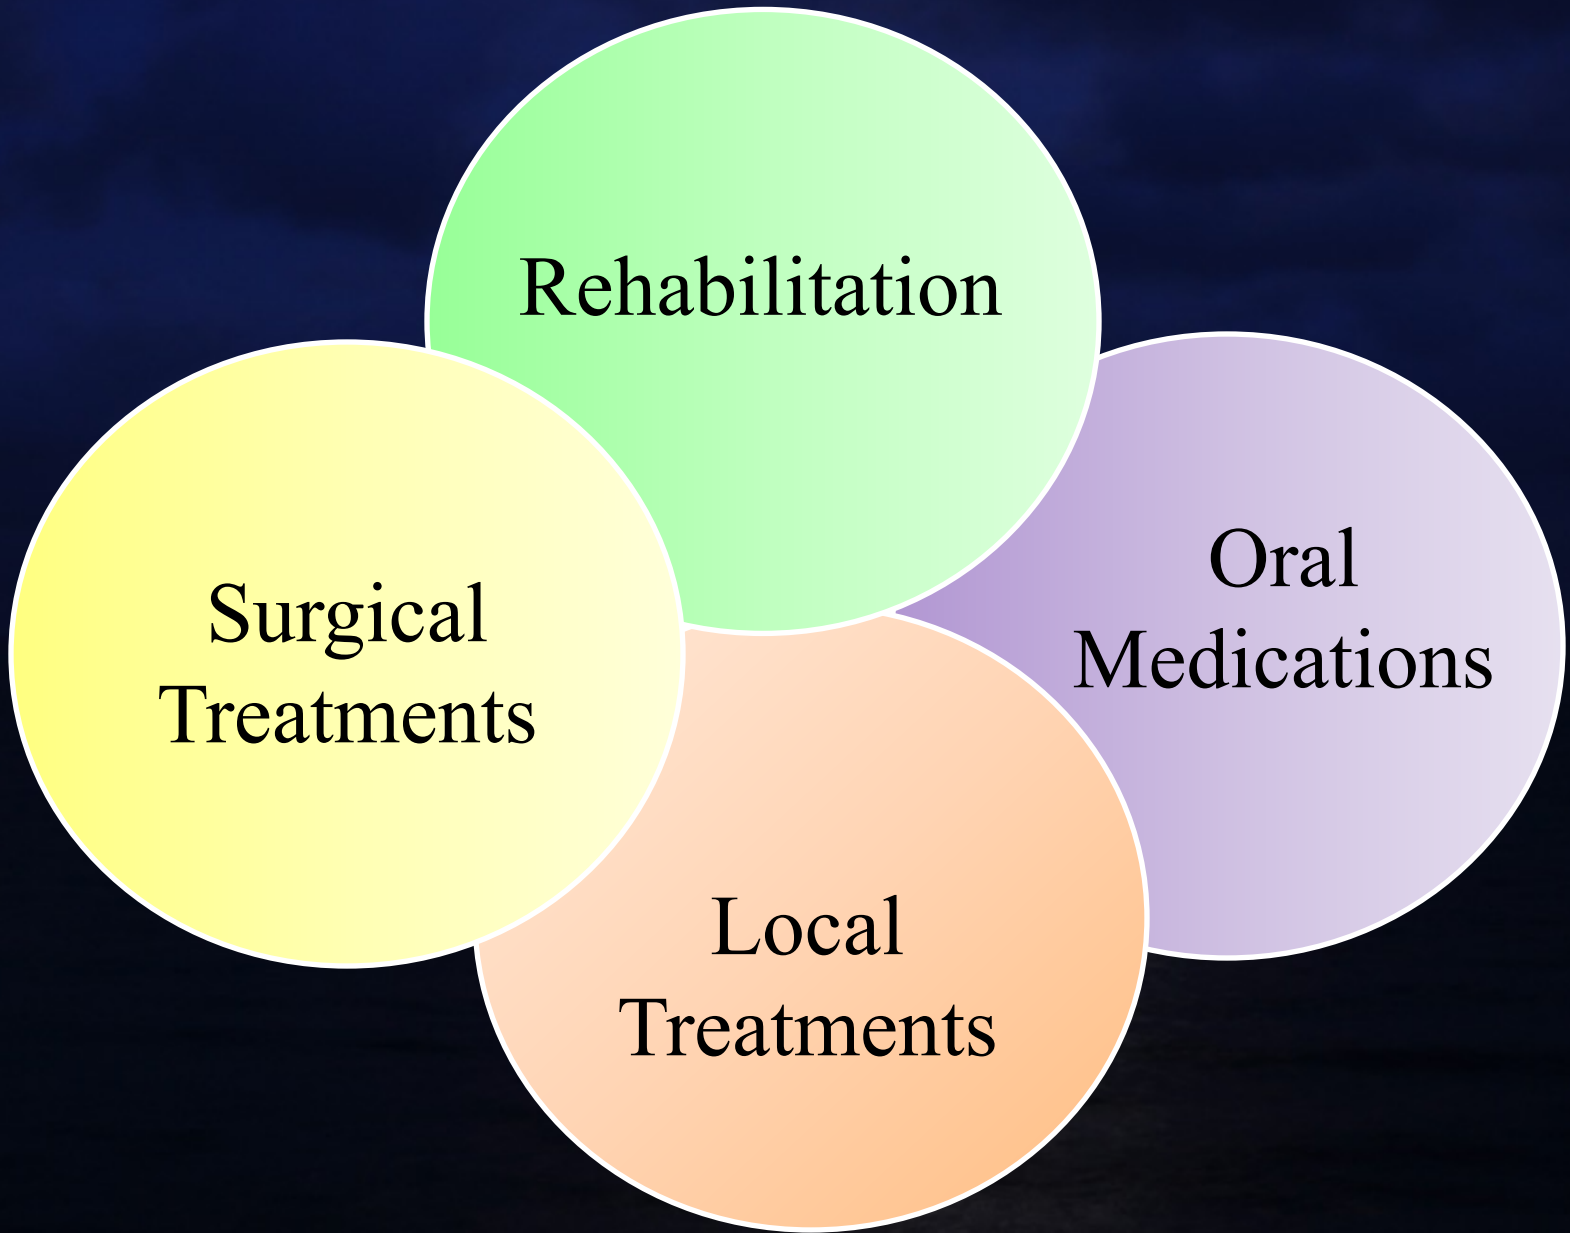 Rehabilitation
Surgical
Treatments
Oral
Medications
Local
Treatments